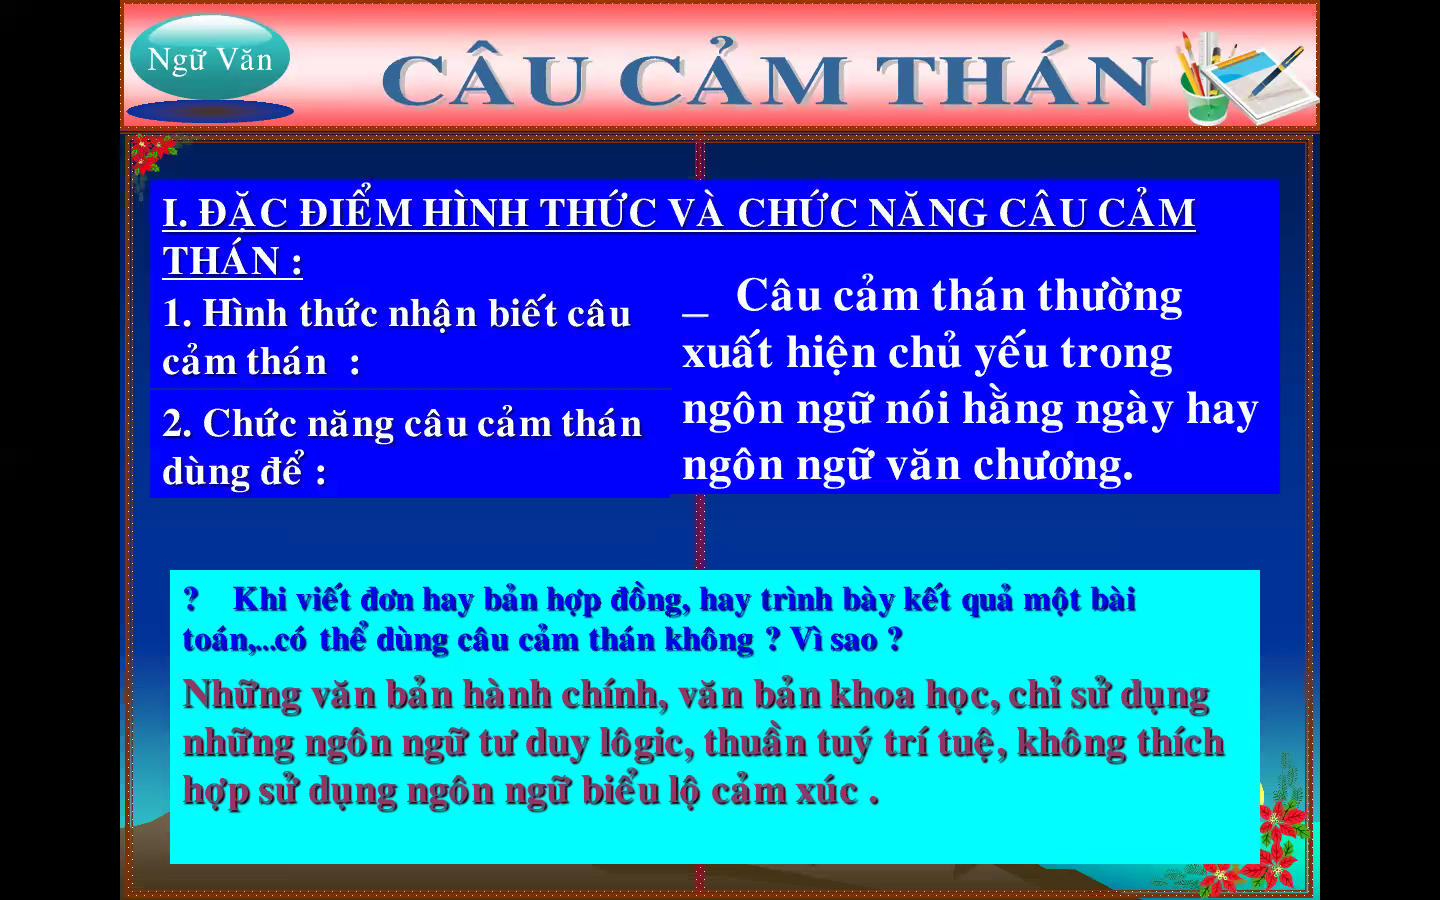 Ngữ Văn
CÂU CẢM THÁN
I. ĐẶC ĐIỂM HÌNH THỨC VÀ CHỨC NĂNG CÂU CẢM
THÁN :
1. Hình thức nhận biết câu
cảm thán :
2. Chức năng câu cảm thán
dùng để :
_ Câu cảm thán thường
xuất hiện chủ yếu trong
ngôn ngữ nói hằng ngày hay
ngôn ngữ văn chương.
? Khi viết đơn hay bản hợp đồng, hay trình bày kết quả một bài
toán,...có thể dùng câu cảm thán không ? Vì sao ?
Những văn bản hành chính, văn bản khoa học, chỉ sử dụng
những ngôn ngữ tư duy lôgic, thuần tuý trí tuệ, không thích
hợp sử dụng ngôn ngữ biểu lộ cảm xúc .